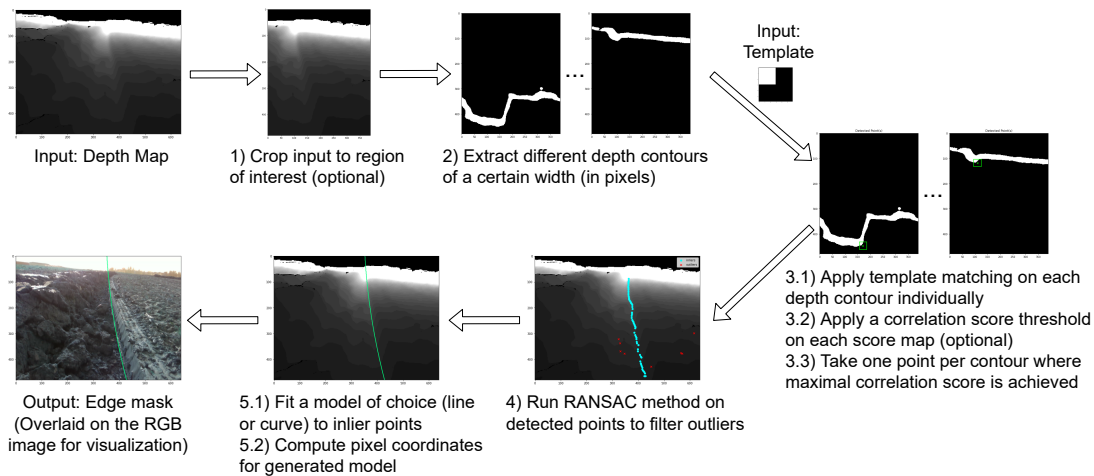 Input: Depth Map
1) Crop input to region
of interest (optional)
2) Extract different depth contours
of a certain width (in pixels)
...
Input:
Template
...
3.1) Apply template matching on each
depth contour individually
3.2) Apply a correlation score threshold
on each score map (optional)
3.3) Take one point per contour where
maximal correlation score is achieved
4) Run RANSAC method on
detected points to filter outliers
5.1) Fit a model of choice (line
or curve) to inlier points
5.2) Compute pixel coordinates
for generated model
Output: Edge mask
(Overlaid on the RGB
image for visualization)